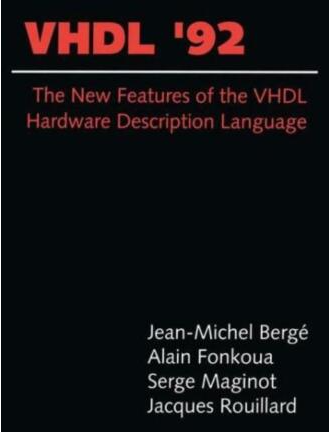 VHDL '92
The New Features of the VHDL
Hardware Description Language
Jean-Michel Bergé
Alain Fonkoua
Serge Maginot
Jacques Rouillard